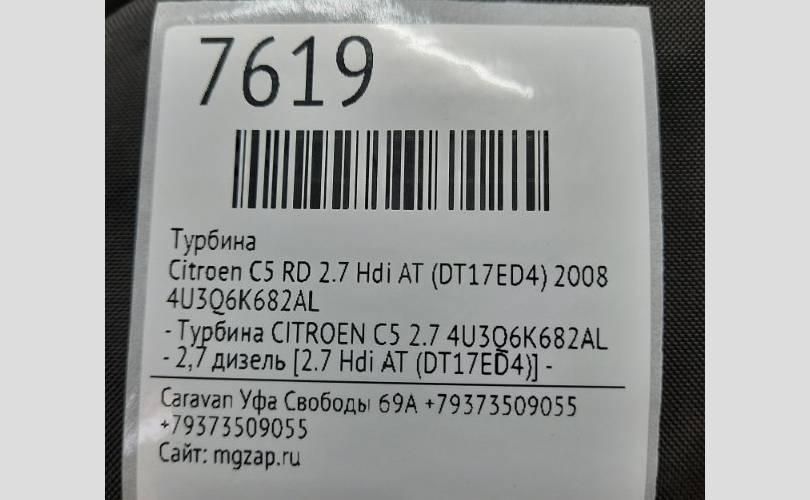 7619
Турбина
Citroen C5 RD 2.7 Hdi AT (DT17ED4) 2008
4U3Q6K682AL
- Турбина CITROEN C5 2.7 4U3Q6K682AL
- 2,7 дизель [2.7 Hdi AT (DT17ED4)] -
Caravan Уфа Свободы 69А +79373509055
+79373509055
Сайт: mgzap.ru